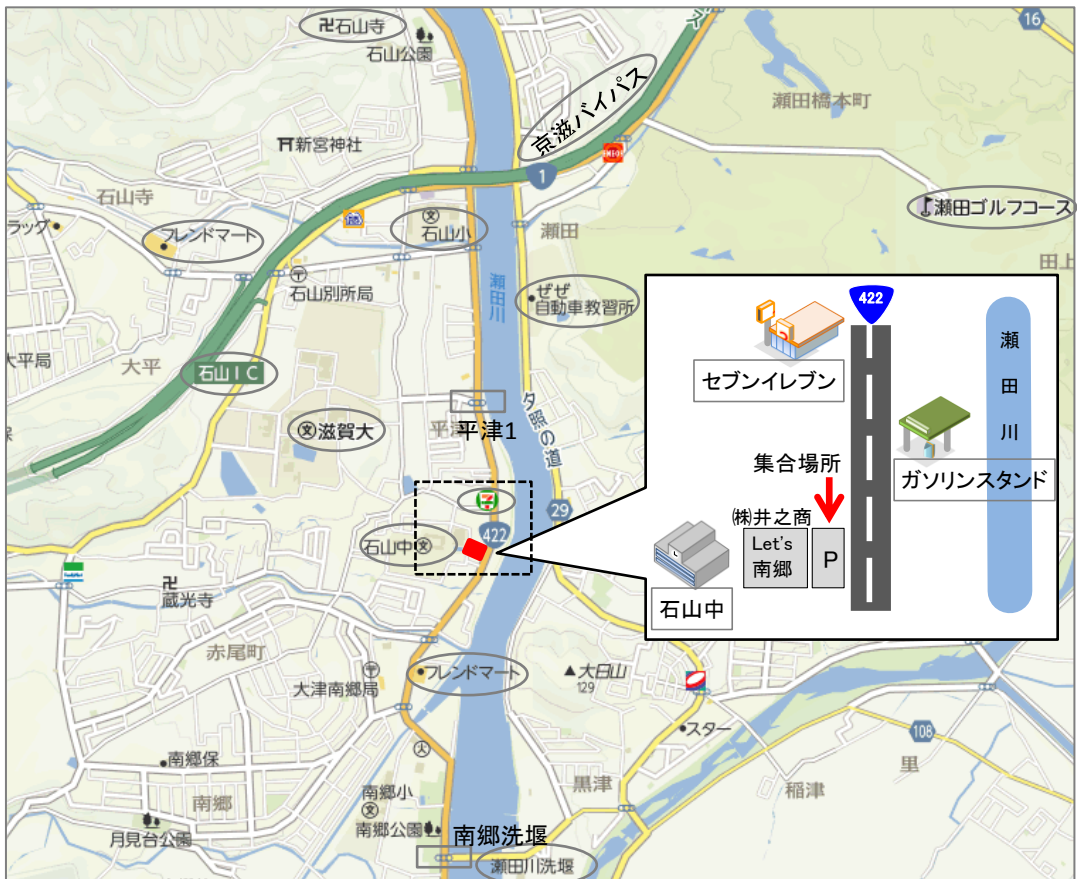 卍石山寺
石山公園
16
京滋バイパス
瀬田橋本町
⛩新宮神社
1
石山寺
瀬田ゴルフコース
ラッグ
フレンドマート
石山小
瀬田
瀬田川
田上
石山別所局
ぜぜ
自動車教習所
大平局
大平
石山IC
夕照の道
滋賀大
平津1
29
422
石山中
FamilyMart
卍
蔵光寺
赤尾町
大津南郷局
フレンドマート
▲大日山
129
スター
108
南郷保
南郷
月見台公園
南郷小
南郷公園
黒津
稲津
里
南郷洗堰
瀬田川洗堰
422
セブンイレブン
瀬田川
ガソリンスタンド
集合場所
㈱井之商
Let's
南郷
P
石山中